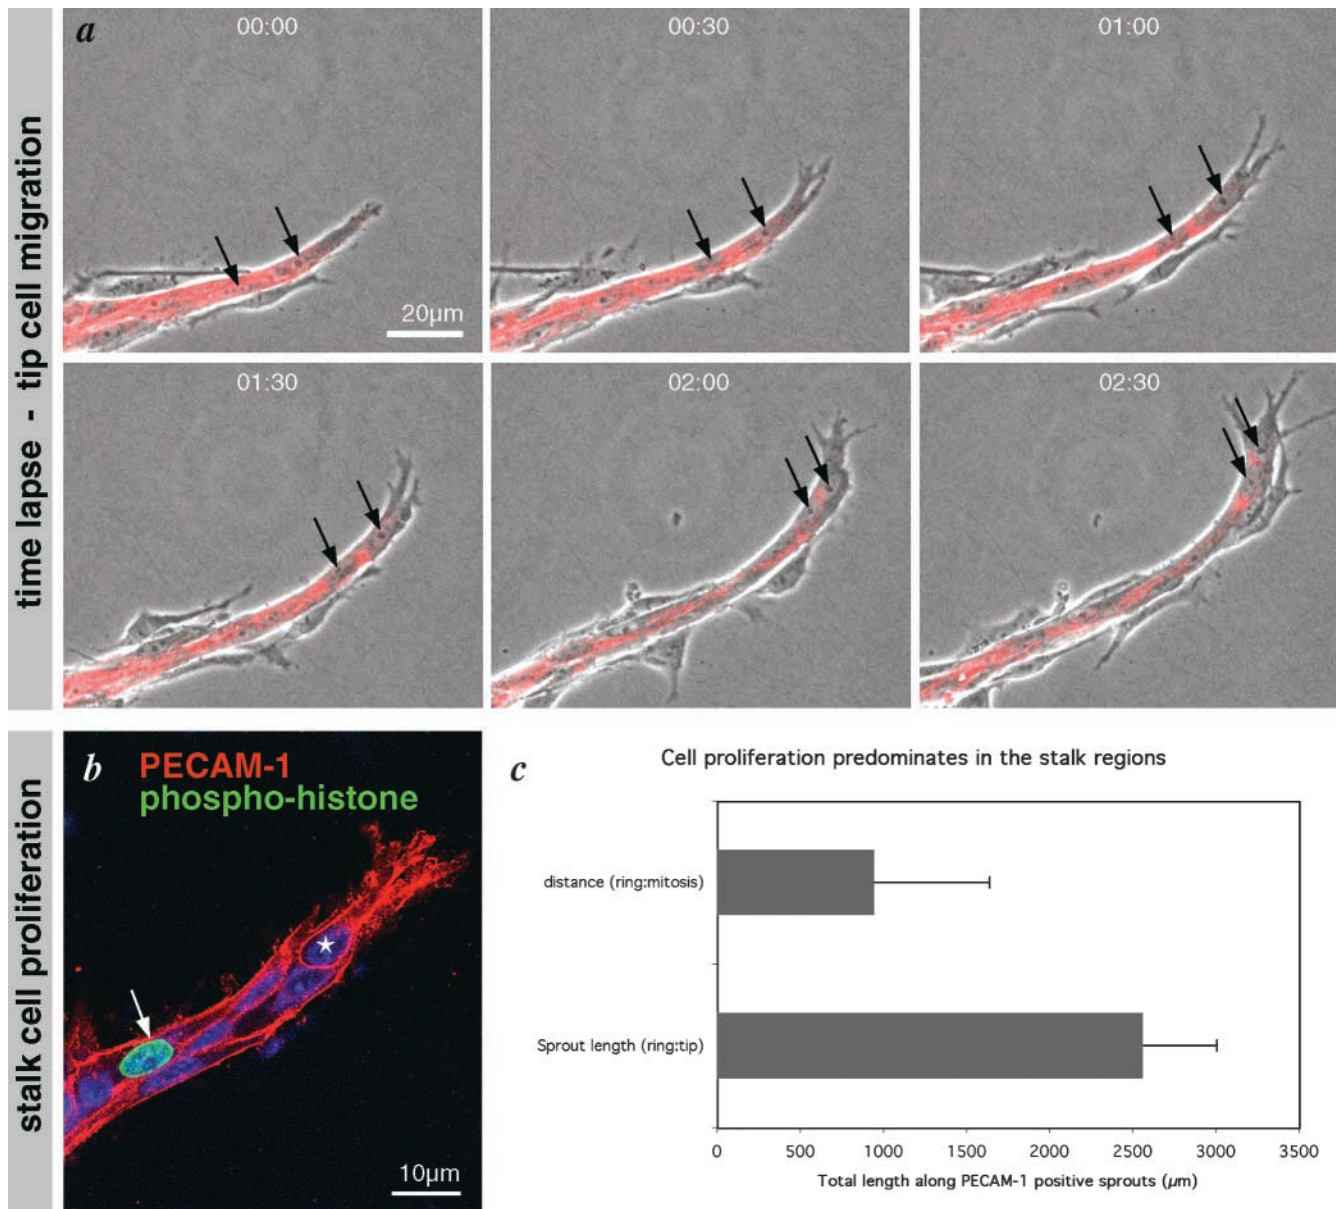 time lapse - tip cell migration
a
00:00
00:30
01:00
20μm
01:30
02:00
02:30
stalk cell proliferation
b
PECAM-1
phospho-histone
10μm
c
Cell proliferation predominates in the stalk regions
distance (ring:mitosis)
Sprout length (ring:tip)
0 500 1000 1500 2000 2500 3000 3500
Total length along PECAM-1 positive sprouts (μm)